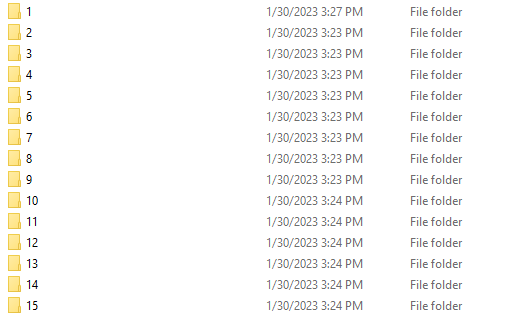 1 1/30/2023 3:27 PM File folder
2 1/30/2023 3:23 PM File folder
3 1/30/2023 3:23 PM File folder
4 1/30/2023 3:23 PM File folder
5 1/30/2023 3:23 PM File folder
6 1/30/2023 3:23 PM File folder
7 1/30/2023 3:23 PM File folder
8 1/30/2023 3:23 PM File folder
9 1/30/2023 3:23 PM File folder
10 1/30/2023 3:24 PM File folder
11 1/30/2023 3:24 PM File folder
12 1/30/2023 3:24 PM File folder
13 1/30/2023 3:24 PM File folder
14 1/30/2023 3:24 PM File folder
15 1/30/2023 3:24 PM File folder